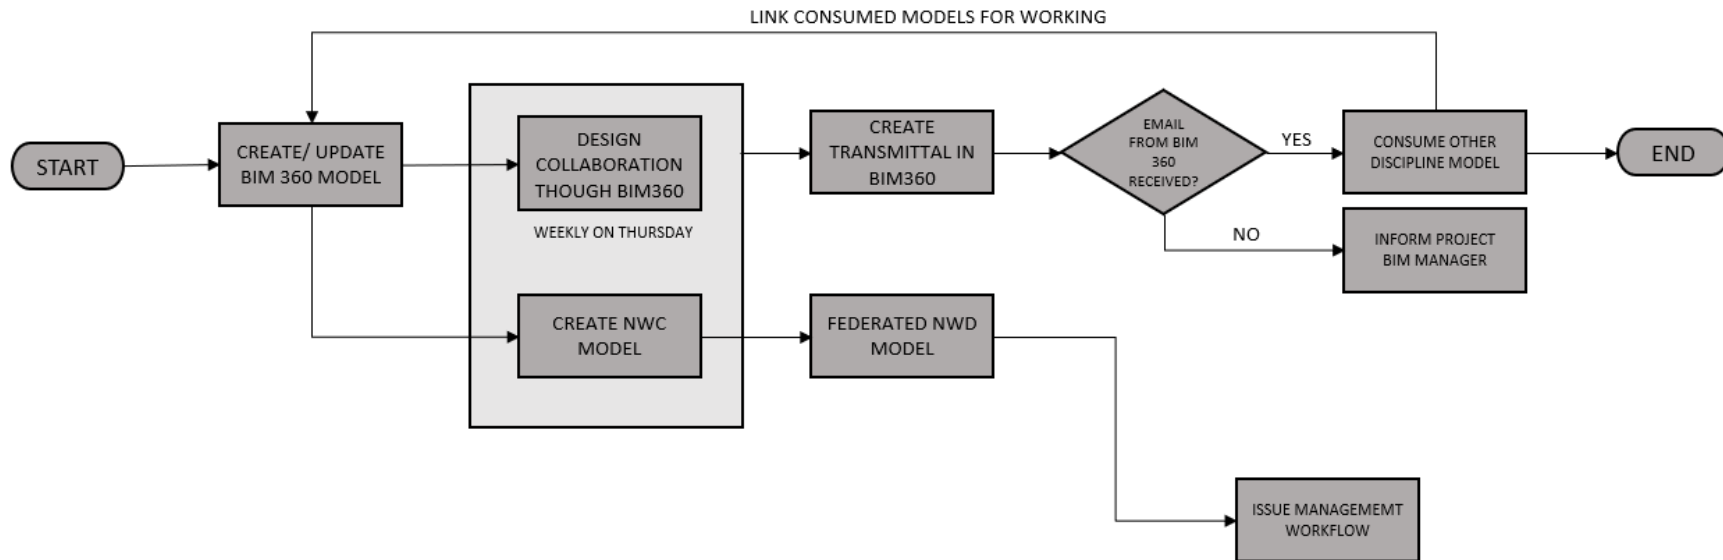 LINK CONSUMED MODELS FOR WORKING
START
CREATE/ UPDATE
BIM 360 MODEL
DESIGN
COLLABORATION
THOUGH BIM360
WEEKLY ON THURSDAY
CREATE
TRANSMITTAL IN
BIM360
EMAIL
FROM BIM
360
RECEIVED?
YES
CONSUME OTHER
DISCIPLINE MODEL
END
NO
INFORM PROJECT
BIM MANAGER
CREATE NWC
MODEL
FEDERATED NWD
MODEL
ISSUE MANAGEMEMT
WORKFLOW